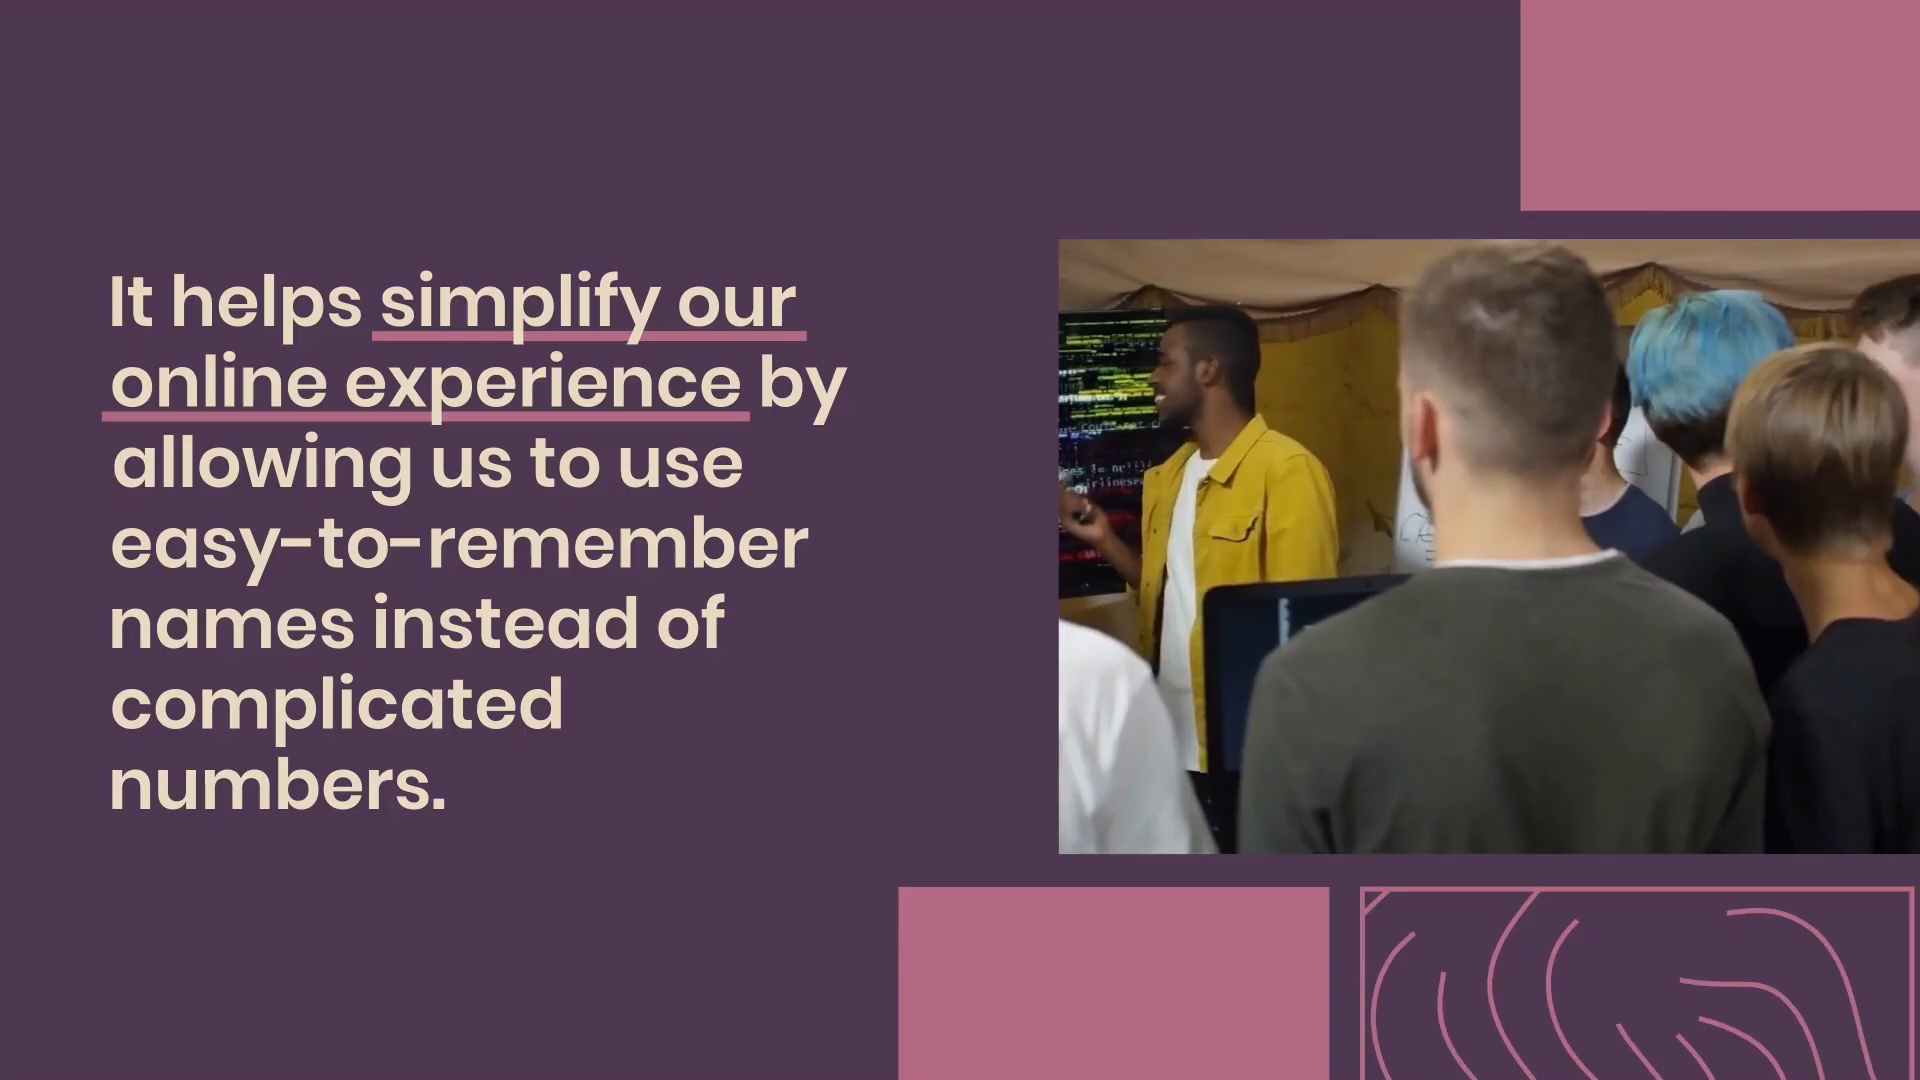 It helps simplify our
online experience by
allowing us to use
easy-to-remember
names instead of
complicated
numbers.